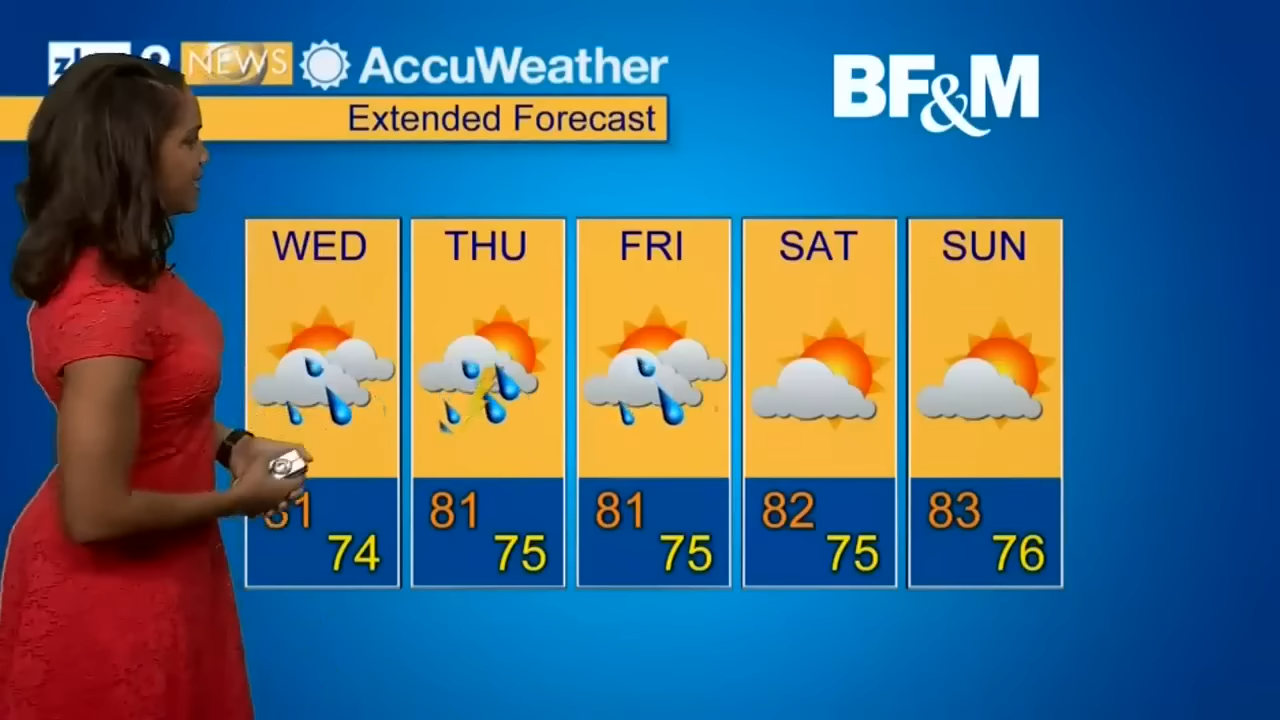 NEWS AccuWeather
Extended Forecast
BF&M
WED THU FRI SAT SUN
81 81 82 83
74 75 75 75 76